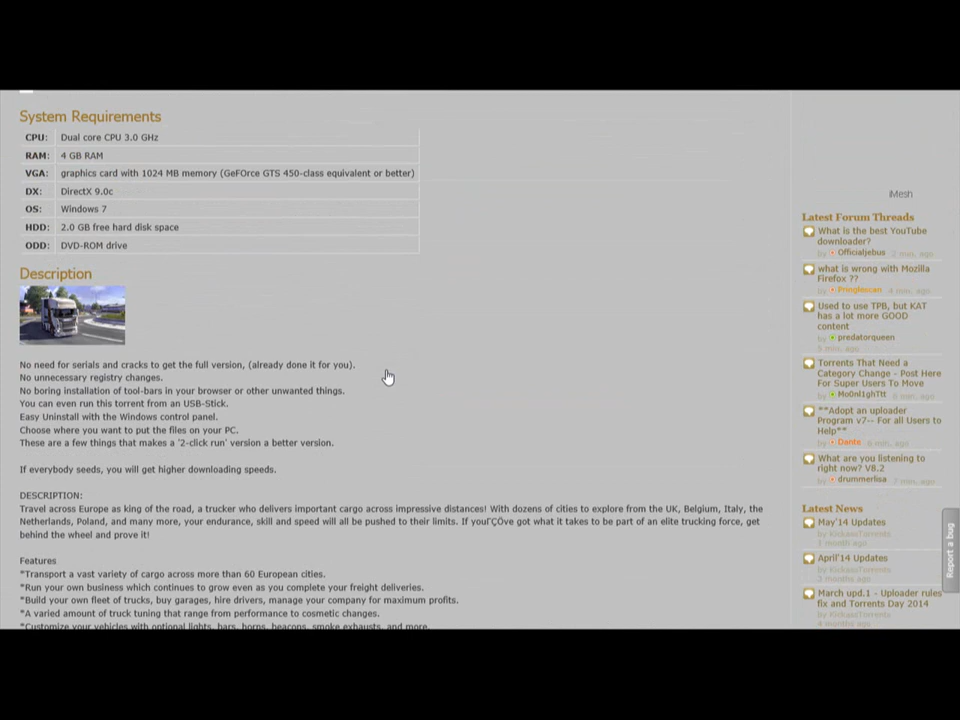 System Requirements
CPU: Dual core CPU 3.0 GHz
RAM: 4 GB RAM
VGA: graphics card with 1024 MB memory (GeFOrce GTS 450-class equivalent or better)
DX: DirectX 9.0c
OS: Windows 7
HDD: 2.0 GB free hard disk space
ODD: DVD-ROM drive
Description
No need for serials and cracks to get the full version, (already done it for you).
No unnecessary registry changes.
No boring installation of tool-bars in your browser or other unwanted things.
You can even run this torrent from an USB-Stick.
Easy Uninstall with the Windows control panel.
Choose where you want to put the files on your PC.
These are a few things that makes a '2-click run' version a better version.
If everybody seeds, you will get higher downloading speeds.
DESCRIPTION:
Travel across Europe as king of the road, a trucker who delivers important cargo across impressive distances! With dozens of cities to explore from the UK, Belgium, Italy, the
Netherlands, Poland, and many more, your endurance, skill and speed will all be pushed to their limits. If youΓÇÖve got what it takes to be part of an elite trucking force, get
behind the wheel and prove it!
Features
*Transport a vast variety of cargo across more than 60 European cities.
*Run your own business which continues to grow even as you complete your freight deliveries.
*Build your own fleet of trucks, buy garages, hire drivers, manage your company for maximum profits.
*A varied amount of truck tuning that range from performance to cosmetic changes.
*Customize your vehicles with optional lights, bars, horns, beacons, smoke exhausts, and more.
iMesh
Latest Forum Threads
What is the best YouTube
downloader?
by Officialjebus 2 min. ago
what is wrong with Mozilla
Firefox ??
by Pringlescan 4 min. ago
Used to use TPB, but KAT
has a lot more GOOD
content
by predatorqueen
5 min. ago
Torrents That Need a
Category Change - Post Here
For Super Users To Move
by Mo0nl1ghTtt 6 min. ago
**Adopt an uploader
Program v7-- For all Users to
Help**
by Dante 6 min. ago
What are you listening to
right now? V8.2
by drummerlisa 7 min. ago
Latest News
May'14 Updates
by KickassTorrents
1 month ago
April'14 Updates
by KickassTorrents
3 months ago
March upd.1 - Uploader rules
fix and Torrents Day 2014
by KickassTorrents
4 months ago
Report a bug